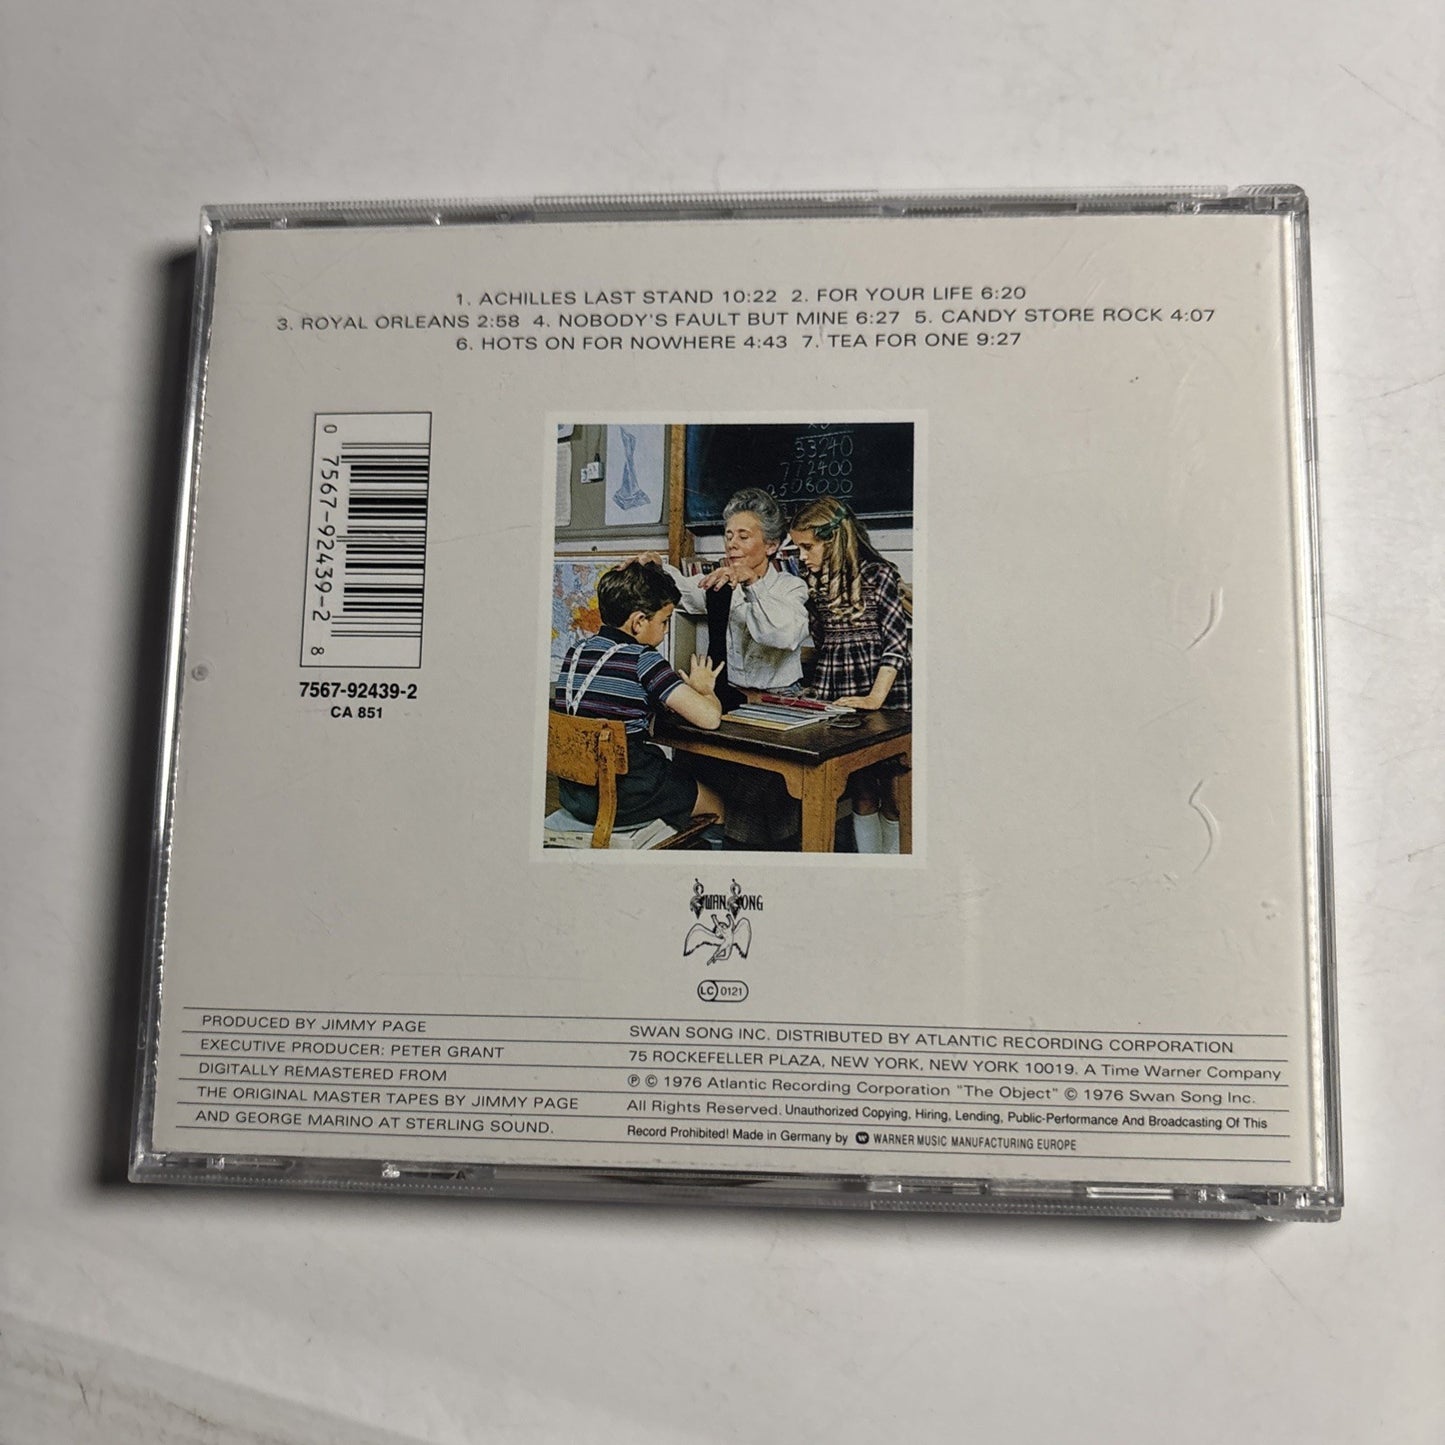 1. ACHILLES LAST STAND 10:22 2. FOR YOUR LIFE 6:20
3. ROYAL ORLEANS 2:58 4. NOBODY'S FAULT BUT MINE 6:27 5. CANDY STORE ROCK 4:07
6. HOTS ON FOR NOWHERE 4:43 7. TEA FOR ONE 9:27
0 7567-92439-2 8
7567-92439-2
CA 851
33240
772400
2506000
SWAN SONG
LC 0121
PRODUCED BY JIMMY PAGE
EXECUTIVE PRODUCER: PETER GRANT
DIGITALLY REMASTERED FROM
THE ORIGINAL MASTER TAPES BY JIMMY PAGE
AND GEORGE MARINO AT STERLING SOUND.
SWAN SONG INC. DISTRIBUTED BY ATLANTIC RECORDING CORPORATION
75 ROCKEFELLER PLAZA, NEW YORK, NEW YORK 10019. A Time Warner Company
℗ © 1976 Atlantic Recording Corporation "The Object" © 1976 Swan Song Inc.
All Rights Reserved. Unauthorized Copying, Hiring, Lending, Public-Performance And Broadcasting Of This
Record Prohibited! Made in Germany by WARNER MUSIC MANUFACTURING EUROPE